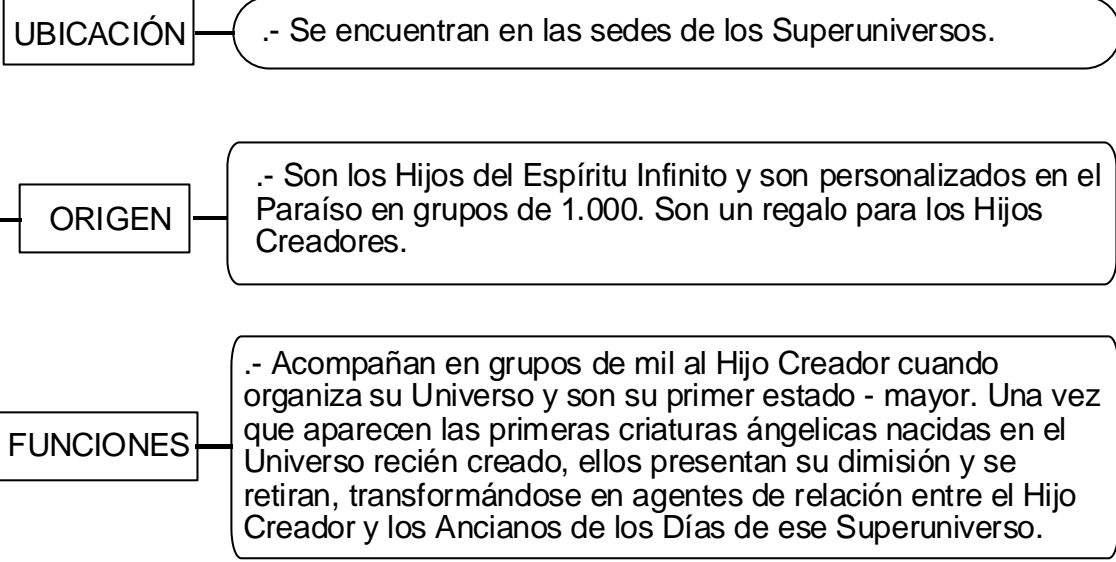 UBICACIÓN
.- Se encuentran en las sedes de los Superuniversos.
ORIGEN
.- Son los Hijos del Espíritu Infinito y son personalizados en el
Paraíso en grupos de 1.000. Son un regalo para los Hijos
Creadores.
FUNCIONES
.- Acompañan en grupos de mil al Hijo Creador cuando
organiza su Universo y son su primer estado - mayor. Una vez
que aparecen las primeras criaturas ángelicas nacidas en el
Universo recién creado, ellos presentan su dimisión y se
retiran, transformándose en agentes de relación entre el Hijo
Creador y los Ancianos de los Días de ese Superuniverso.